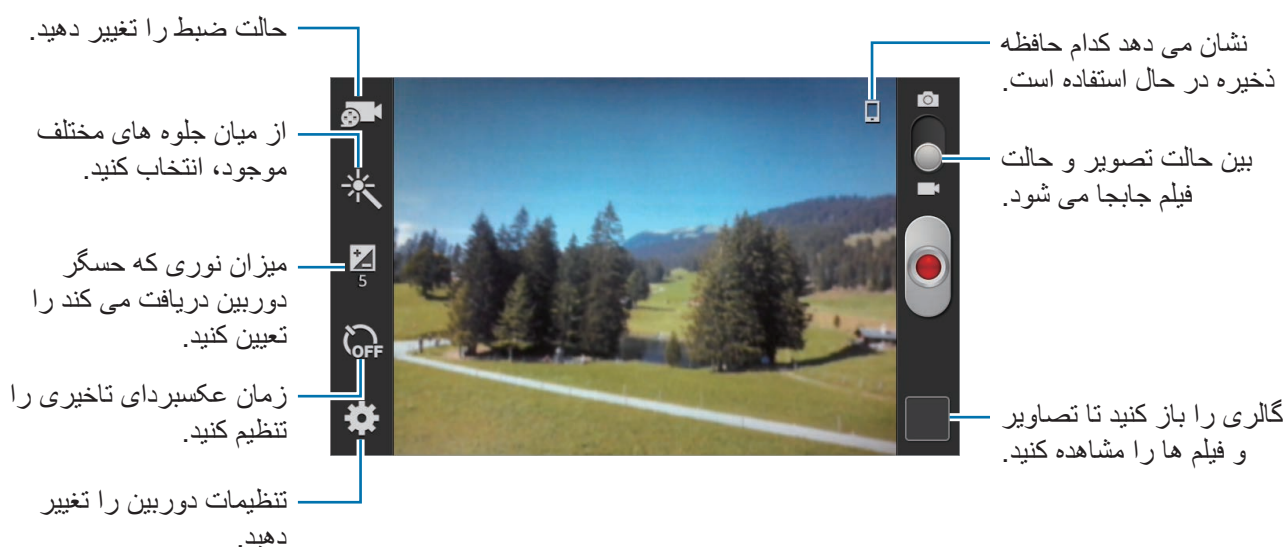 حالت ضبط را تغییر دهید.
نشان می دهد کدام حافظه
ذخیره در حال استفاده است.
از میان جلوه های مختلف
موجود، انتخاب کنید.
بین حالت تصویر و حالت
فیلم جابجا می شود.
میزان نوری که حسگر
دوربین دریافت می کند را
تعیین کنید.
5
OFF
زمان عکسبردای تاخیری را
تنظیم کنید.
گالری را باز کنید تا تصاویر
و فیلم ها را مشاهده کنید.
تنظیمات دوربین را تغییر
دهید.